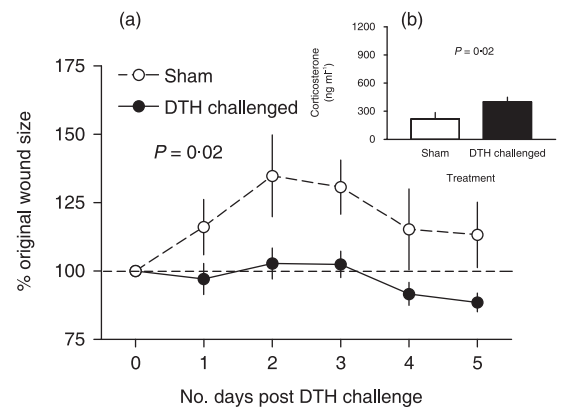 (a)
175
150
125
100
75
% original wound size
Sham
DTH challenged
P = 0·02
0 1 2 3 4 5
No. days post DTH challenge
(b)
1200
900
600
300
0
Corticosterone
(ng ml⁻¹)
P = 0·02
Sham DTH challenged
Treatment